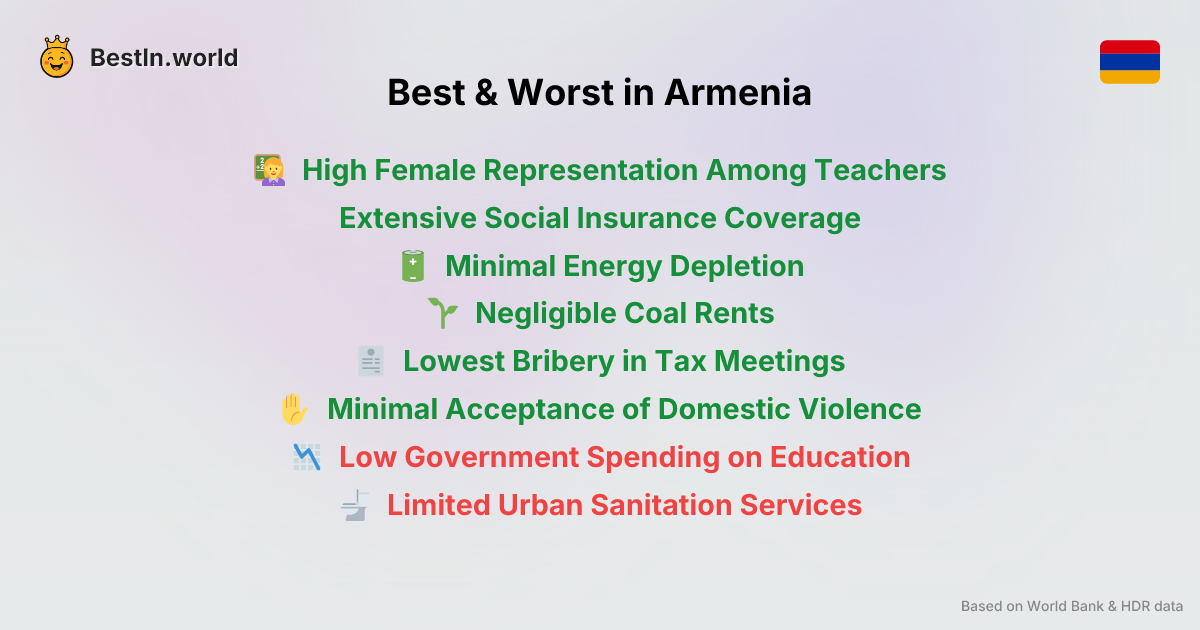 BestIn.world
Best & Worst in Armenia
High Female Representation Among Teachers
Extensive Social Insurance Coverage
Minimal Energy Depletion
Negligible Coal Rents
Lowest Bribery in Tax Meetings
Minimal Acceptance of Domestic Violence
Low Government Spending on Education
Limited Urban Sanitation Services
Based on World Bank & HDR data